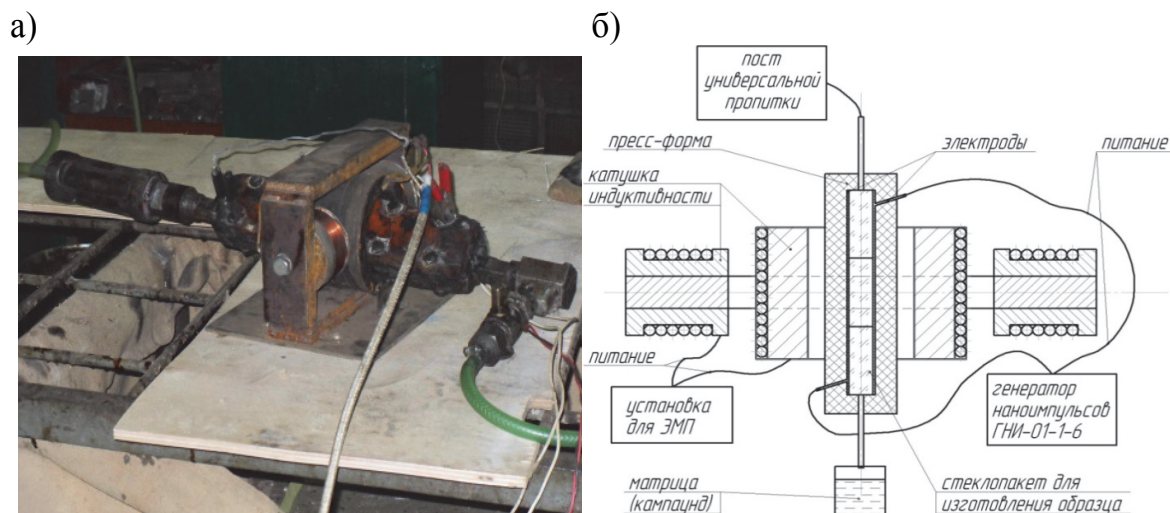 а)
б)
пост
универсальной
пропитки
пресс-форма
электроды
питание
катушка
индуктивности
питание
установка
для ЭМП
генератор
наноимпульсов
ГНИ-01-1-6
матрица
(кампаунд)
стеклопакет для
изготовления образца